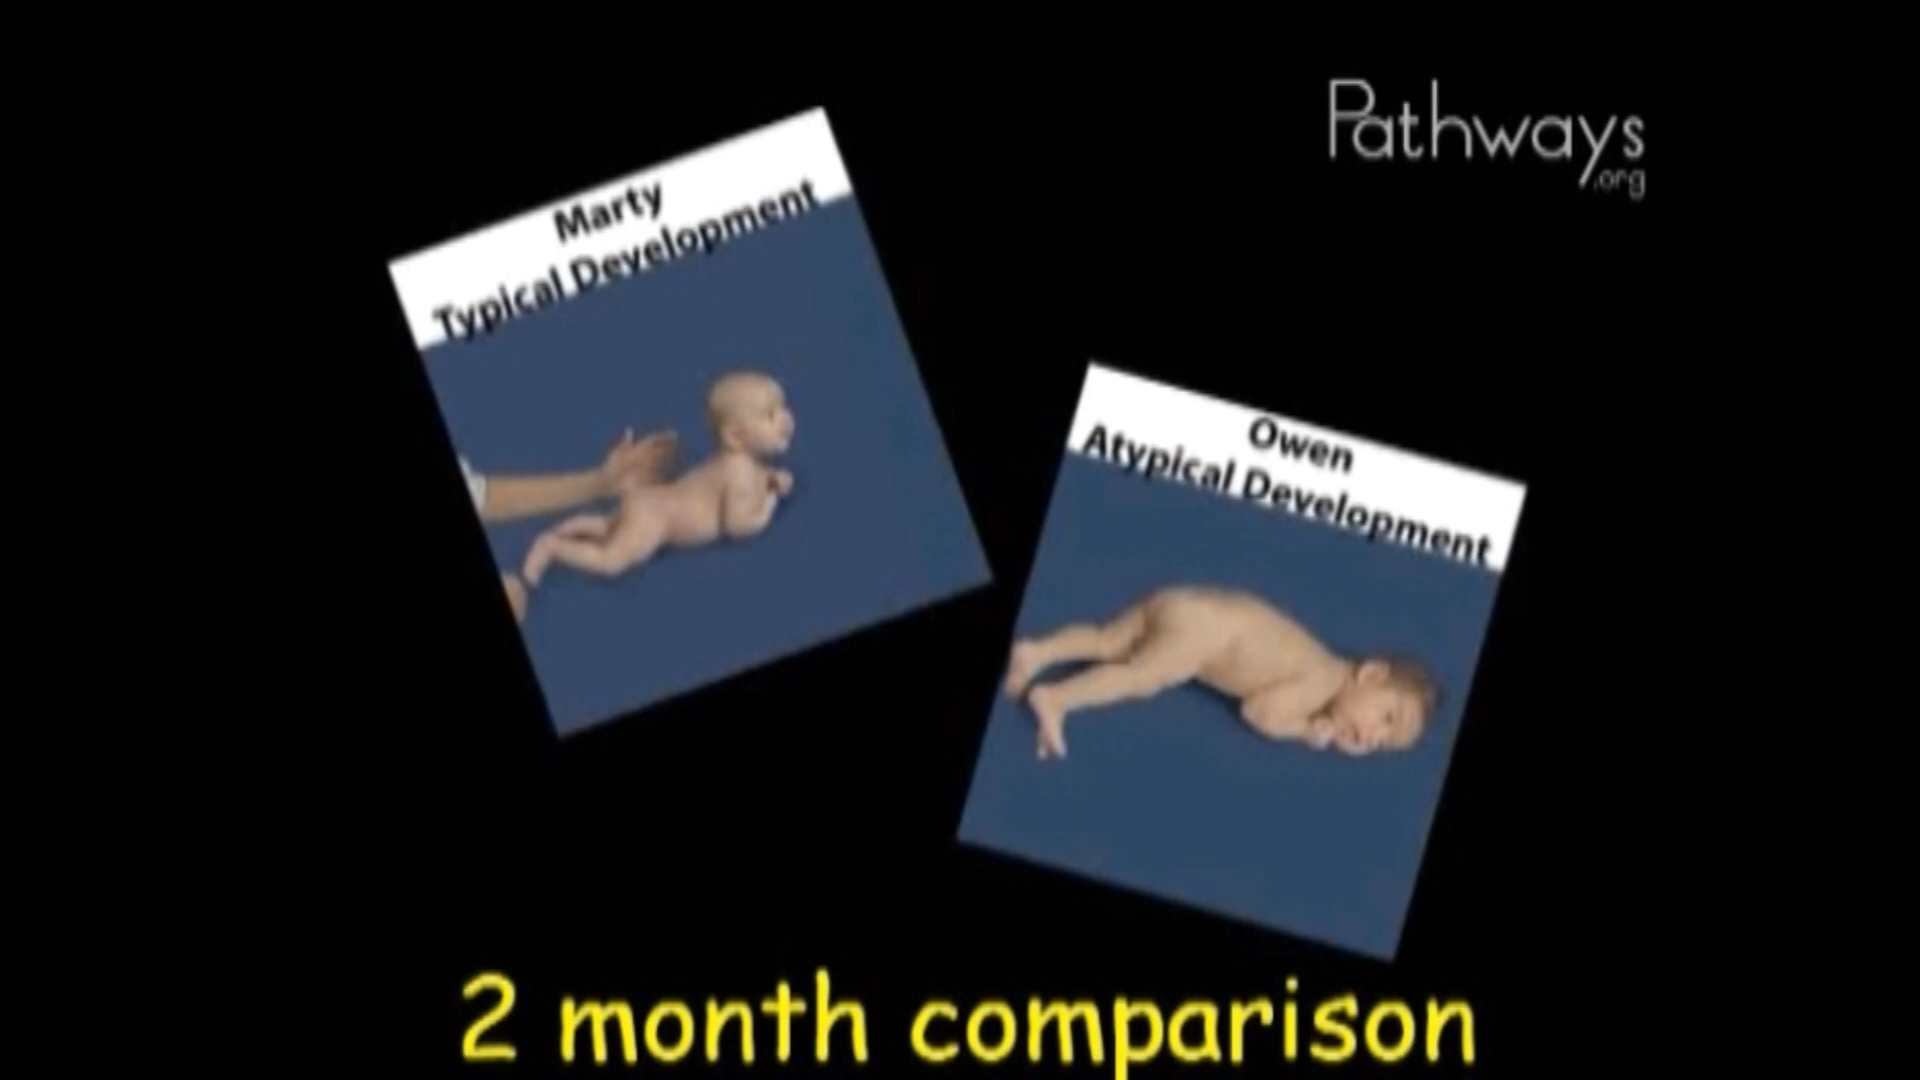 Pathways
.org
Marty
Typical Development
Owen
Atypical Development
2 month comparison